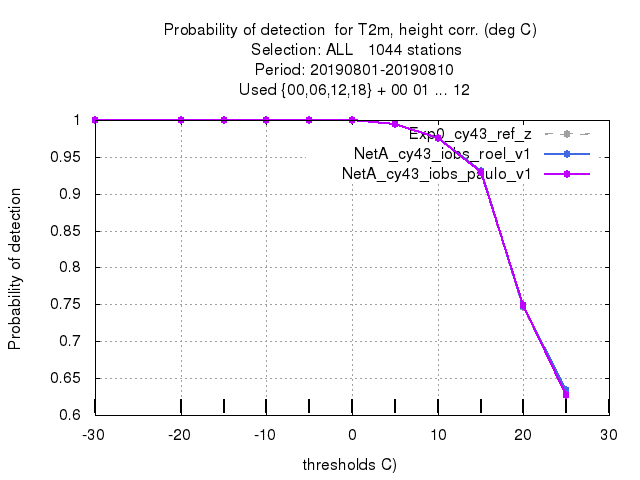 Probability of detection  for T2m, height corr. (deg C)
Selection: ALL   1044 stations
Period: 20190801-20190810
Used {00,06,12,18} + 00 01 ... 12
Exp0_cy43_ref_z
NetA_cy43_iobs_roel_v1
NetA_cy43_iobs_paulo_v1
1
0.95
0.9
0.85
0.8
0.75
0.7
0.65
0.6
Probability of detection
-30
-20
-10
0
10
20
30
thresholds C)